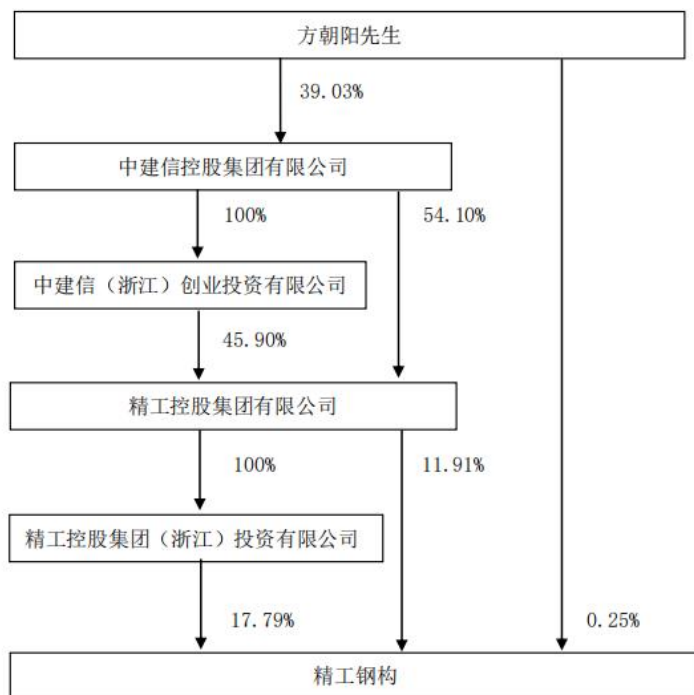 方朝阳先生
39.03%
中建信控股集团有限公司
100%
54.10%
中建信（浙江）创业投资有限公司
45.90%
精工控股集团有限公司
100%
11.91%
精工控股集团（浙江）投资有限公司
17.79%
0.25%
精工钢构